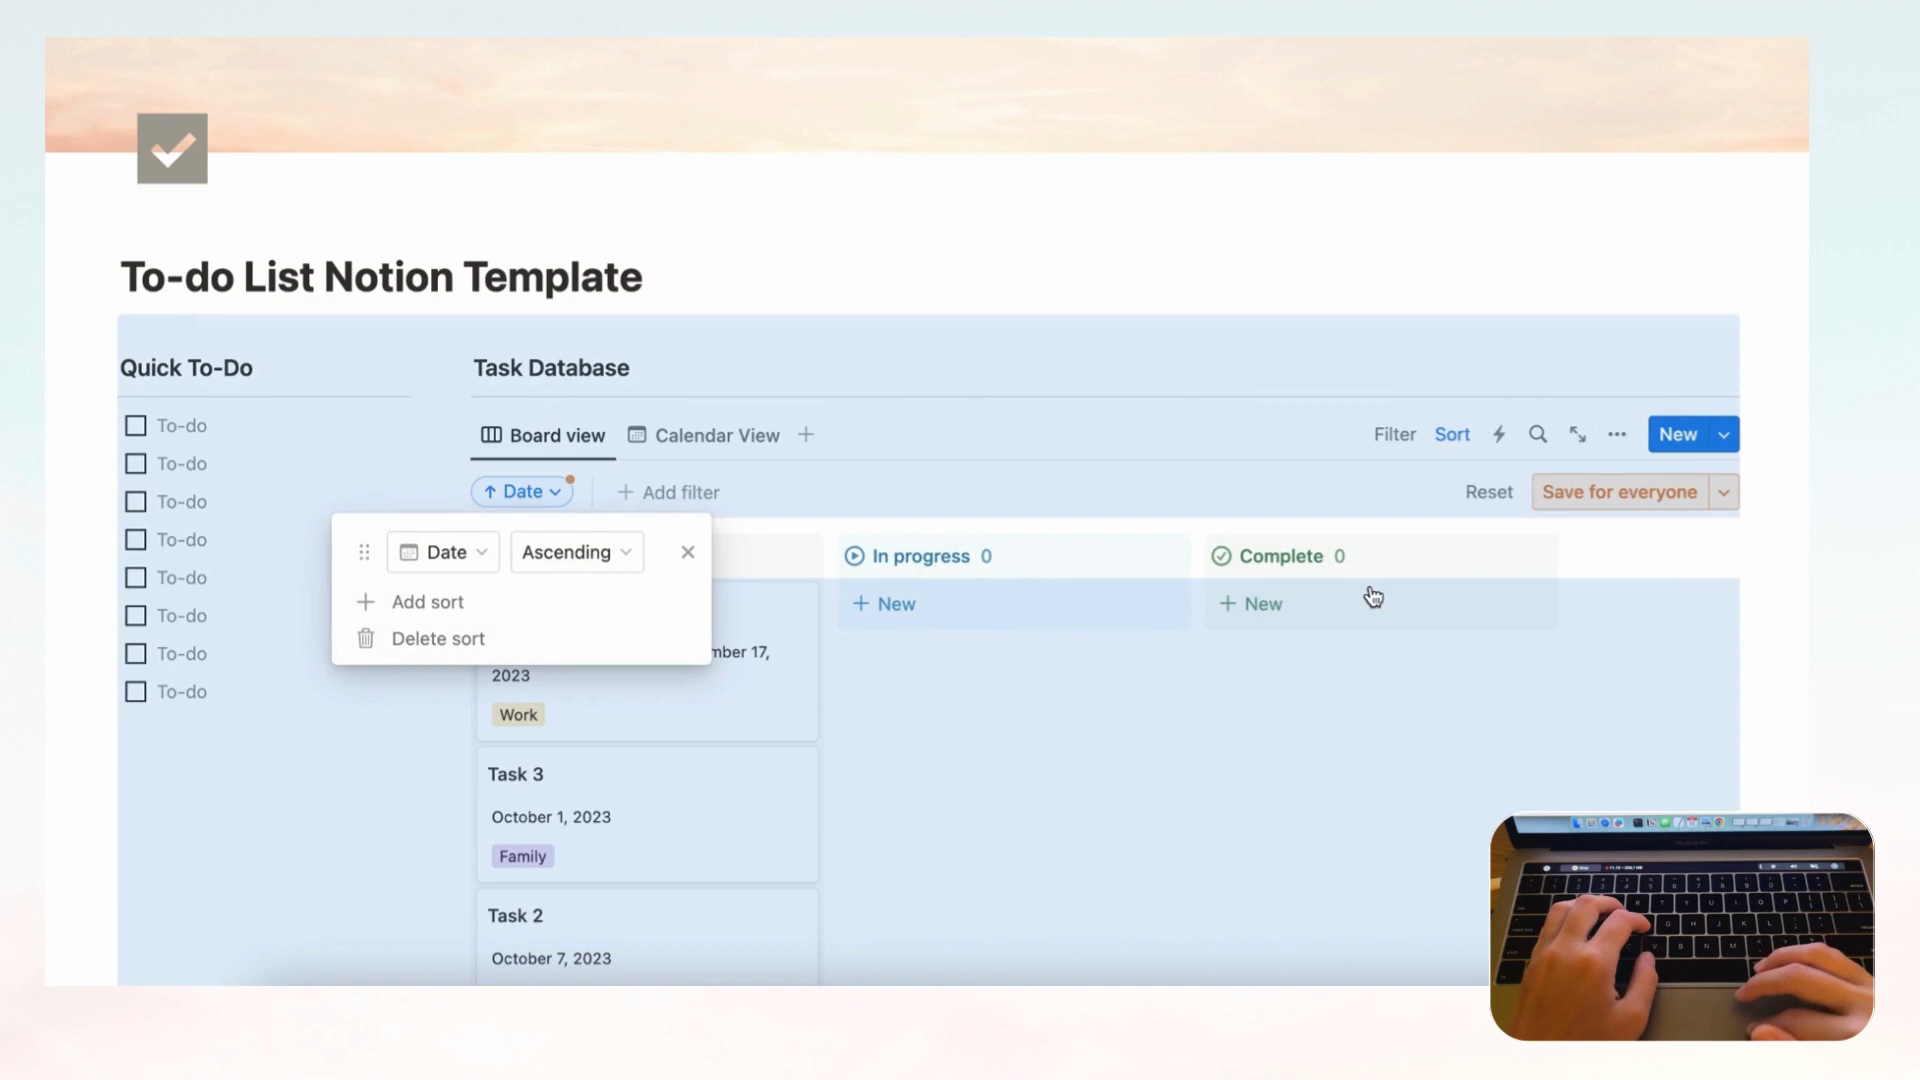 To-do List Notion Template
Quick To-Do
To-do
To-do
To-do
To-do
To-do
To-do
To-do
To-do
Task Database
Board view
Calendar View
Filter
Sort
New
Date
Add filter
Reset
Save for everyone
Date
Ascending
Add sort
Delete sort
In progress 0
New
Complete 0
New
mber 17,
2023
Work
Task 3
October 1, 2023
Family
Task 2
October 7, 2023